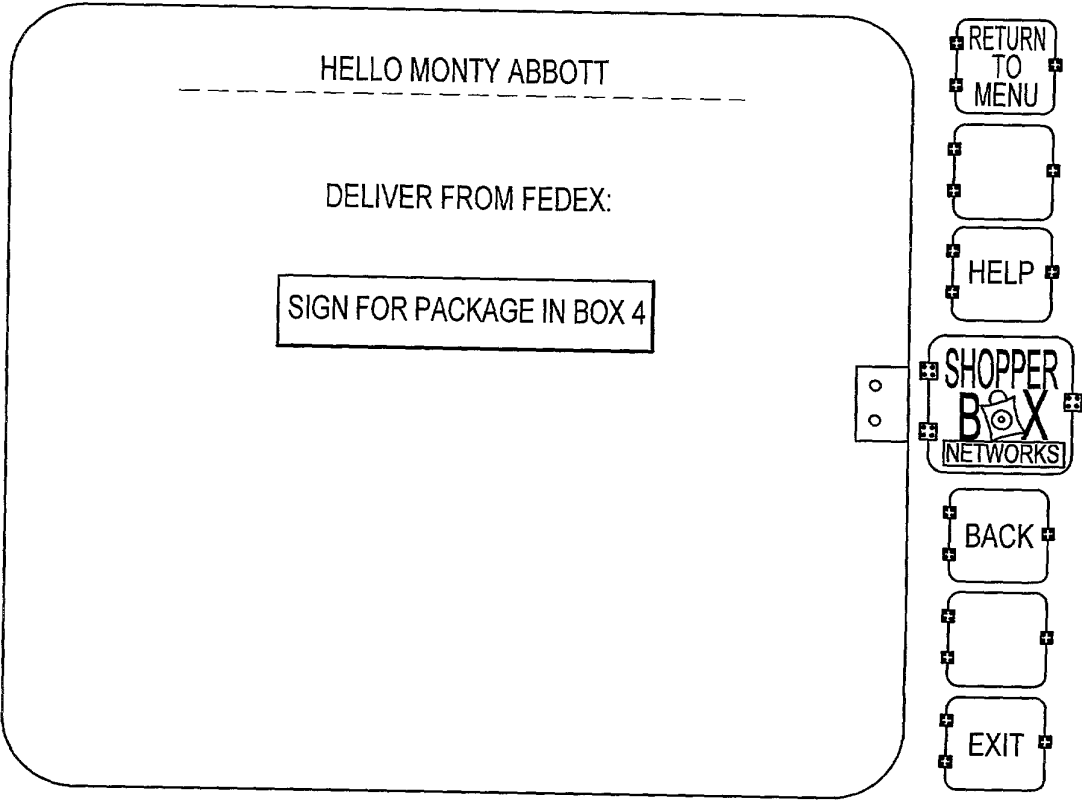 HELLO MONTY ABBOTT
DELIVER FROM FEDEX:
SIGN FOR PACKAGE IN BOX 4
RETURN
TO
MENU
HELP
SHOPPER
BOX
NETWORKS
BACK
EXIT